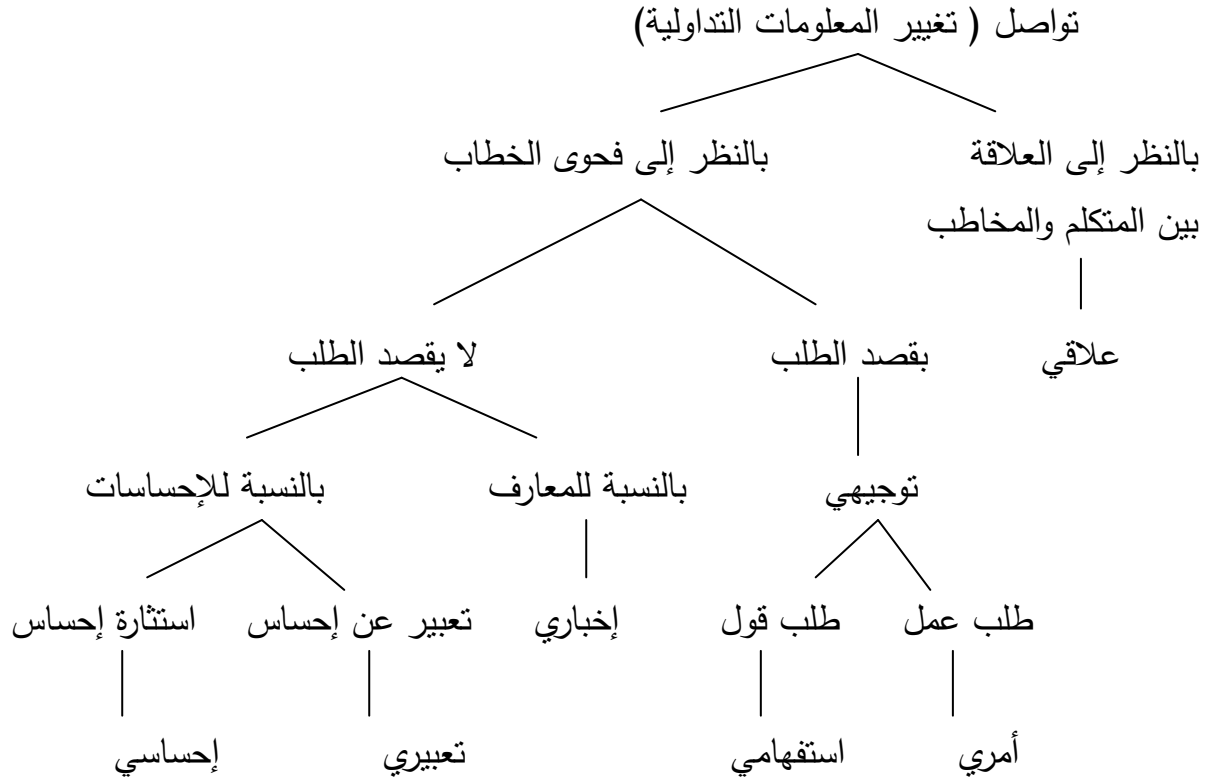 تواصل ( تغيير المعلومات التداولية)
بالنظر إلى العلاقة بالنظر إلى فحوى الخطاب
بين المتكلم والمخاطب
علاقي بقصد الطلب لا يقصد الطلب
توجيهي بالنسبة للمعارف بالنسبة للإحساسات
طلب عمل طلب قول إخباري تعبير عن إحساس استثارة إحساس
أمري استفهامي تعبيري إحساسي